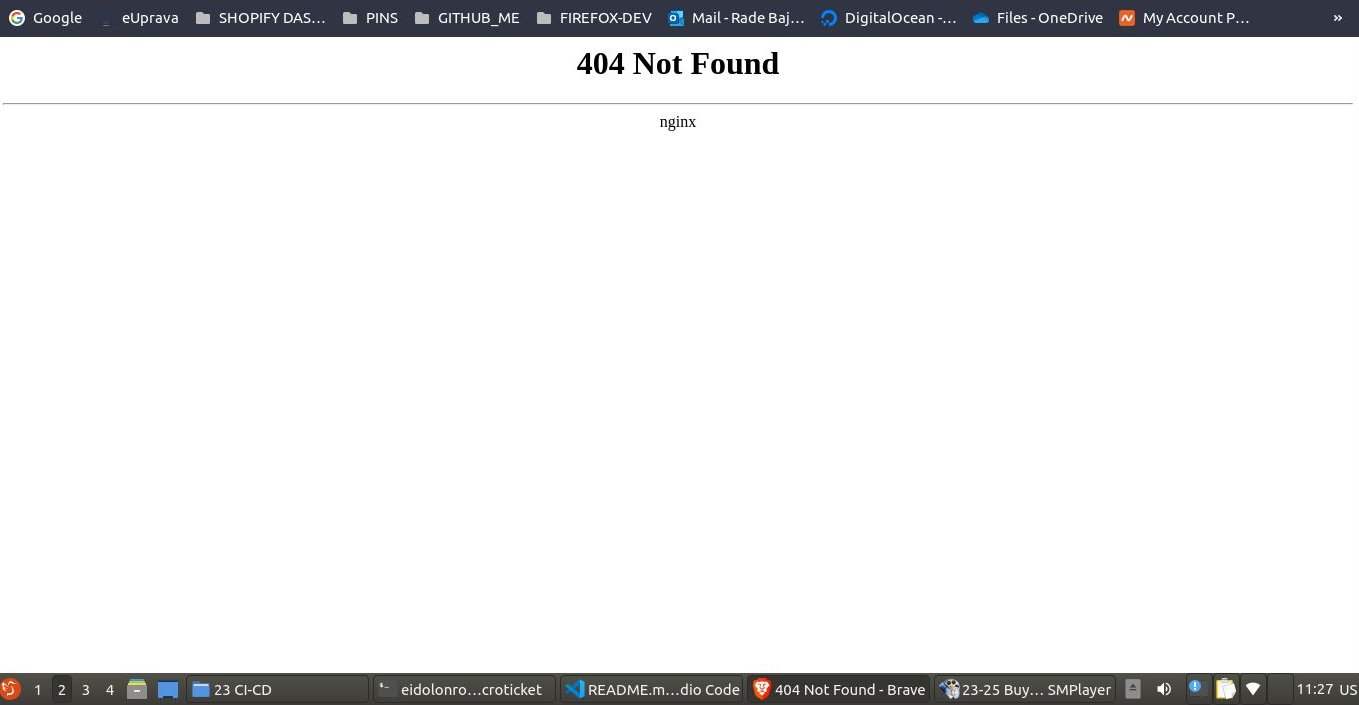 Google eUprava SHOPIFY DAS... PINS GITHUB_ME FIREFOX-DEV Mail - Rade Baj... DigitalOcean -... Files - OneDrive My Account P... »
404 Not Found
nginx
1 2 3 4 23 CI-CD eidolonro...croticket README.m...dio Code 404 Not Found - Brave 23-25 Buy... SMPlayer 11:27 US